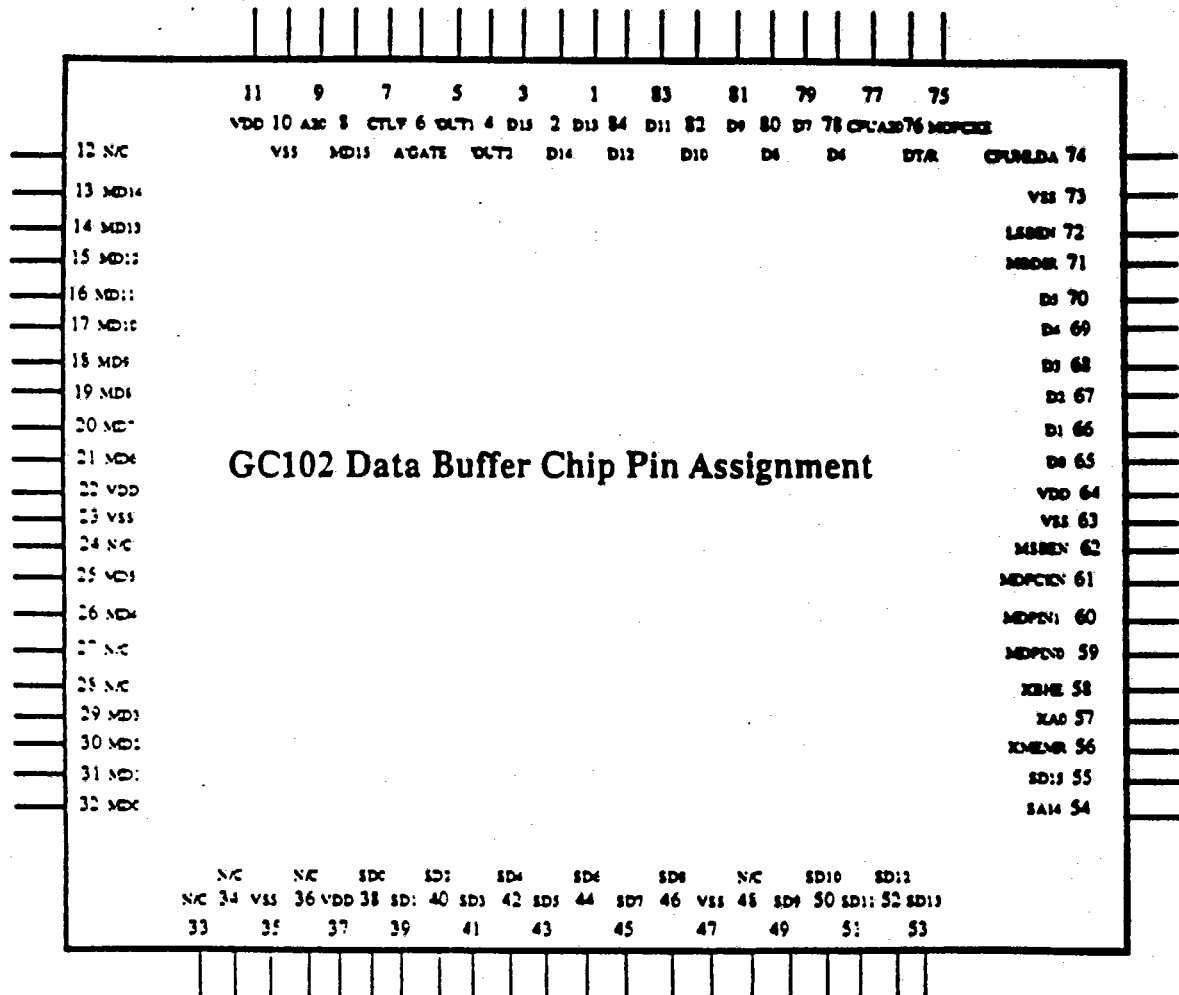 11 9 7 5 3 1 83 81 79 77 75
VDD 10 8 6 4 D15 2 D13 84 D11 82 D9 80 D7 78 76
VSS MD15 A'GATE D14 D12 D10 D6 DT/R
12 N/C
CPUHLDA 74
13 MD14
VSS 73
14 MD13
LSBEN 72
15 MD12
MBDIR 71
16 MD11
D5 70
17 MD10
D4 69
18 MD9
D3 68
19 MD8
D2 67
20 MD7
D1 66
21 MD6
GC102 Data Buffer Chip Pin Assignment
D0 65
22 VDD
VDD 64
23 VSS
VSS 63
24 N/C
MSBEN 62
25 MD5
MDPCKN 61
26 MD4
MDPIN1 60
27 N/C
MDPIN0 59
28 N/C
XBHE 58
29 MD3
XA0 57
30 MD2
XMEMR 56
31 MD1
SD15 55
32 MD0
SA14 54
N/C N/C SD0 SD2 SD4 SD6 SD8 N/C SD10 SD12
N/C 34 VSS 36 VDD 38 SD1 40 SD3 42 SD5 44 SD7 46 VSS 48 SD9 50 SD11 52 SD13
33 35 37 39 41 43 45 47 49 51 53